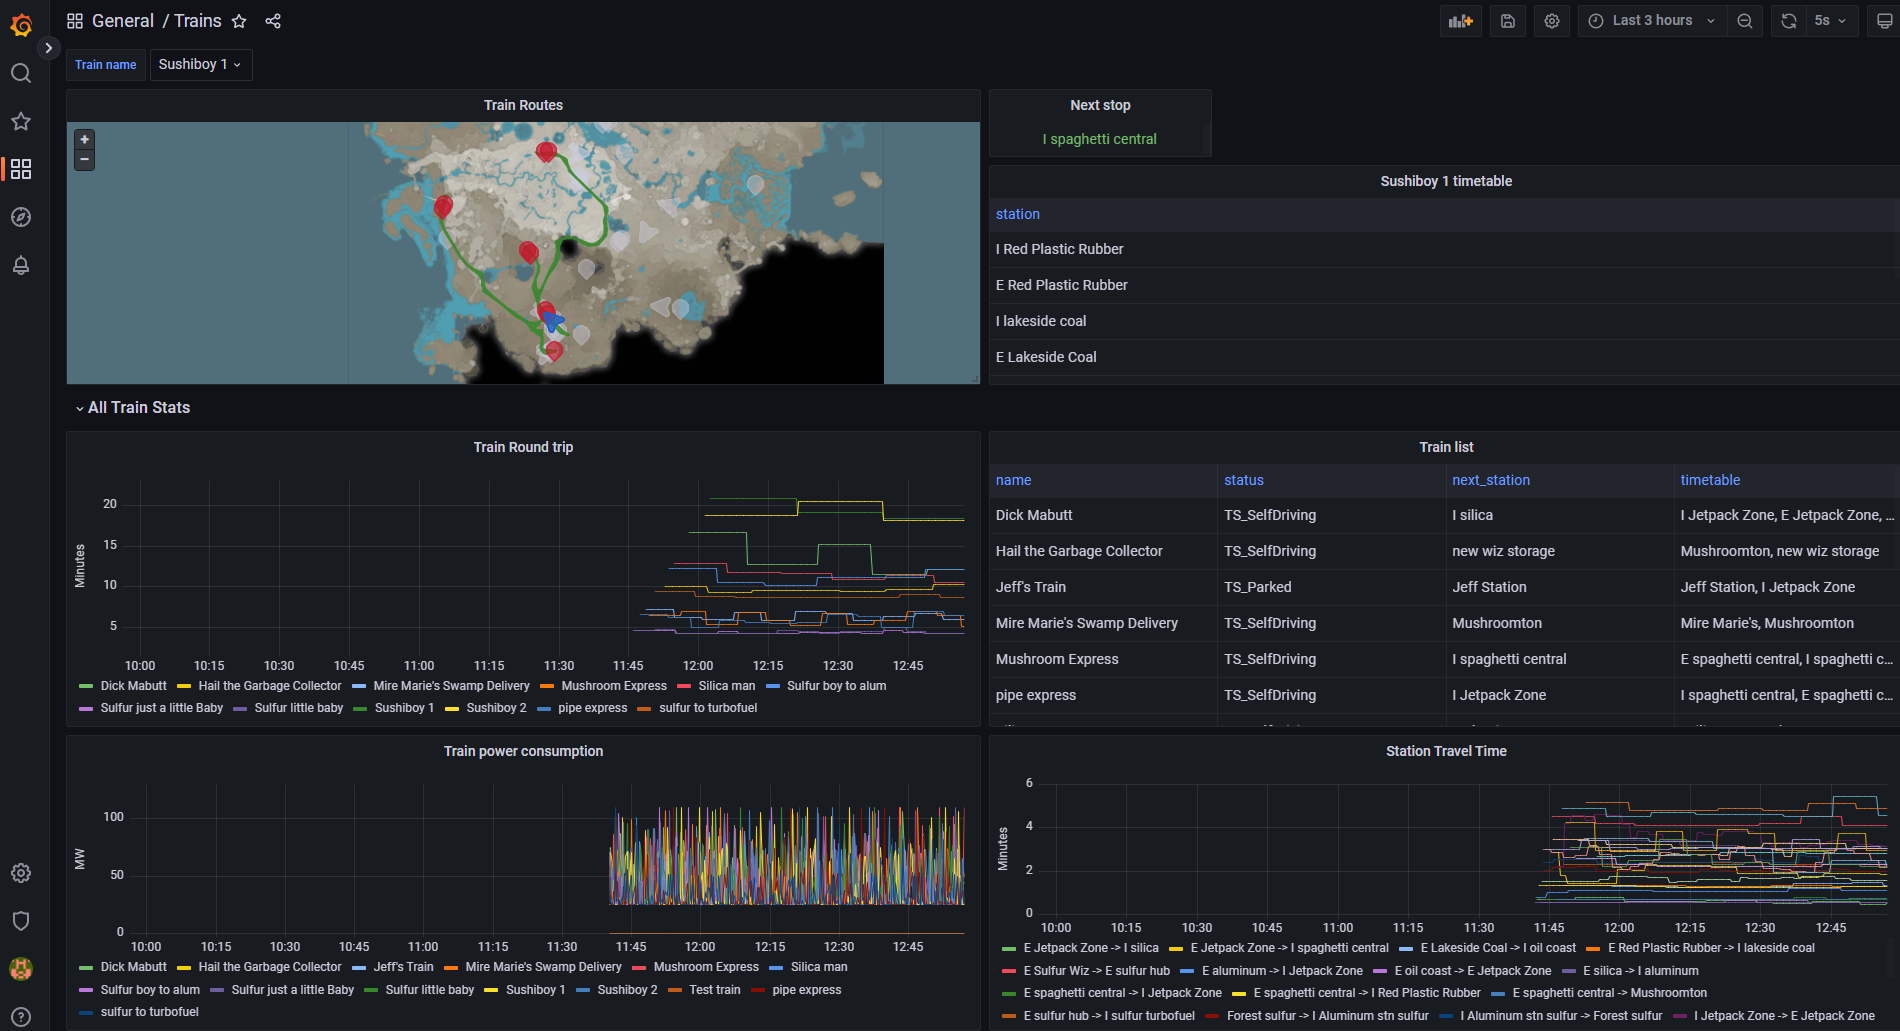 General / Trains
Last 3 hours
5s
Train name
Sushiboy 1
Train Routes
+
−
Next stop
I spaghetti central
Sushiboy 1 timetable
station
I Red Plastic Rubber
E Red Plastic Rubber
I lakeside coal
E Lakeside Coal
All Train Stats
Train Round trip
Minutes
20
15
10
5
10:00 10:15 10:30 10:45 11:00 11:15 11:30 11:45 12:00 12:15 12:30 12:45
Dick Mabutt Hail the Garbage Collector Mire Marie's Swamp Delivery Mushroom Express Silica man Sulfur boy to alum
Sulfur just a little Baby Sulfur little baby Sushiboy 1 Sushiboy 2 pipe express sulfur to turbofuel
Train list
name status next_station timetable
Dick Mabutt TS_SelfDriving I silica I Jetpack Zone, E Jetpack Zone, ...
Hail the Garbage Collector TS_SelfDriving new wiz storage Mushroomton, new wiz storage
Jeff's Train TS_Parked Jeff Station Jeff Station, I Jetpack Zone
Mire Marie's Swamp Delivery TS_SelfDriving Mushroomton Mire Marie's, Mushroomton
Mushroom Express TS_SelfDriving I spaghetti central E spaghetti central, I spaghetti c...
pipe express TS_SelfDriving I Jetpack Zone I spaghetti central, E spaghetti c...
Train power consumption
MW
100
50
0
10:00 10:15 10:30 10:45 11:00 11:15 11:30 11:45 12:00 12:15 12:30 12:45
Dick Mabutt Hail the Garbage Collector Jeff's Train Mire Marie's Swamp Delivery Mushroom Express Silica man
Sulfur boy to alum Sulfur just a little Baby Sulfur little baby Sushiboy 1 Sushiboy 2 Test train pipe express
sulfur to turbofuel
Station Travel Time
Minutes
6
4
2
0
10:00 10:15 10:30 10:45 11:00 11:15 11:30 11:45 12:00 12:15 12:30 12:45
E Jetpack Zone -> I silica E Jetpack Zone -> I spaghetti central E Lakeside Coal -> I oil coast E Red Plastic Rubber -> I lakeside coal
E Sulfur Wiz -> E sulfur hub E aluminum -> I Jetpack Zone E oil coast -> E Jetpack Zone E silica -> I aluminum
E spaghetti central -> I Jetpack Zone E spaghetti central -> I Red Plastic Rubber E spaghetti central -> Mushroomton
E sulfur hub -> I sulfur turbofuel Forest sulfur -> I Aluminum stn sulfur I Aluminum stn sulfur -> Forest sulfur I Jetpack Zone -> E Jetpack Zone